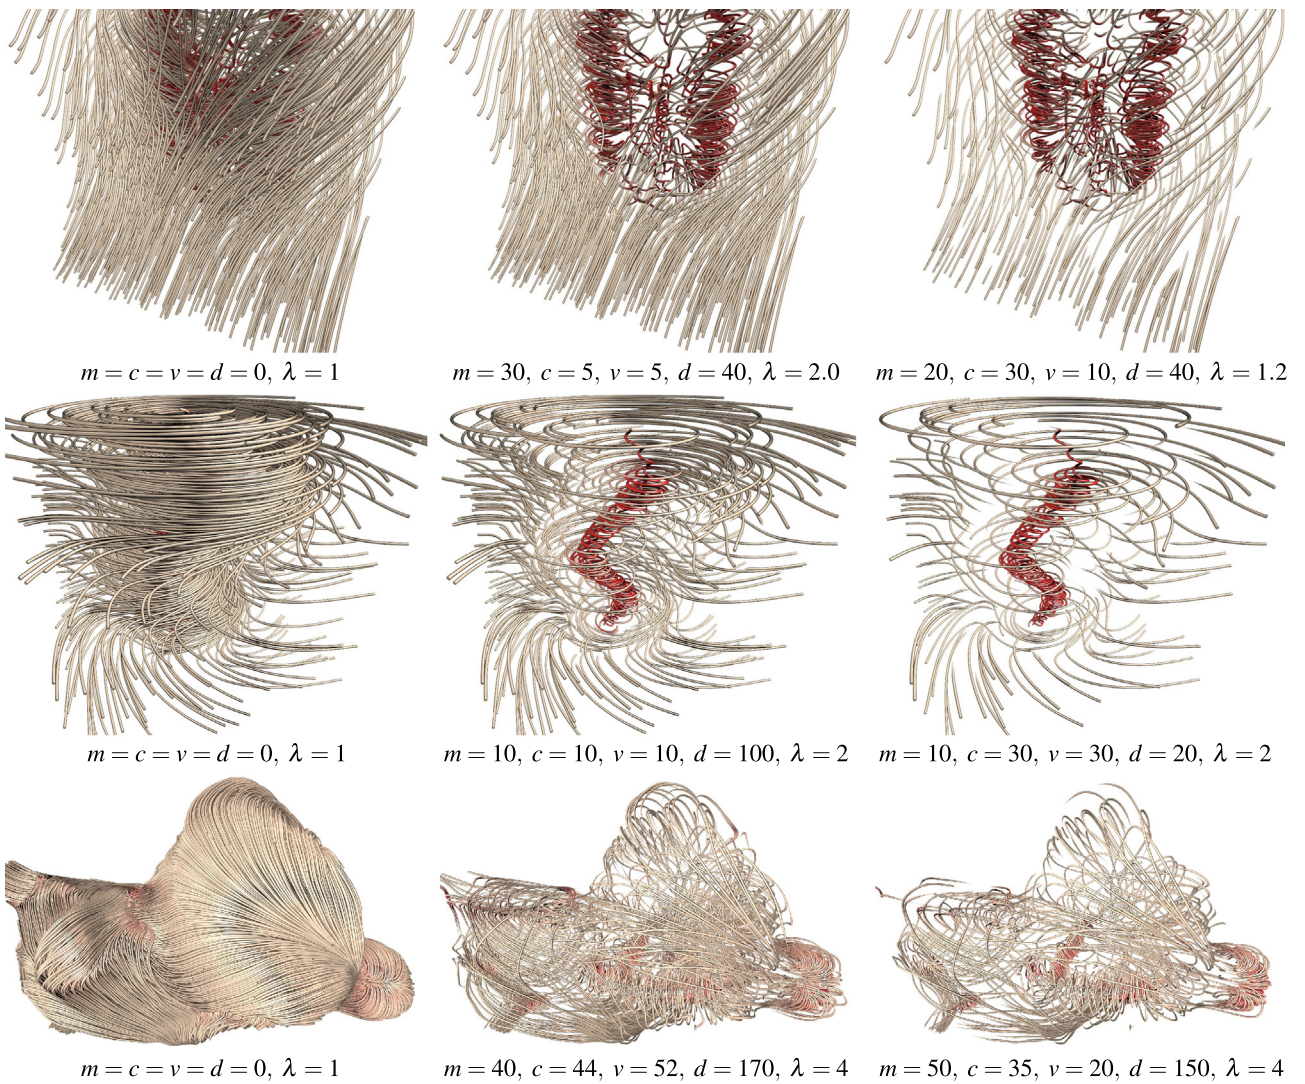 m = c = v = d = 0, λ = 1
m = 30, c = 5, v = 5, d = 40, λ = 2.0
m = 20, c = 30, v = 10, d = 40, λ = 1.2
m = c = v = d = 0, λ = 1
m = 10, c = 10, v = 10, d = 100, λ = 2
m = 10, c = 30, v = 30, d = 20, λ = 2
m = c = v = d = 0, λ = 1
m = 40, c = 44, v = 52, d = 170, λ = 4
m = 50, c = 35, v = 20, d = 150, λ = 4